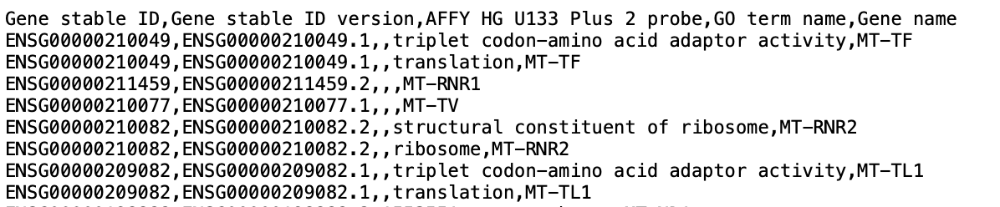 Gene stable ID,Gene stable ID version,AFFY HG U133 Plus 2 probe,GO term name,Gene name
ENSG00000210049,ENSG00000210049.1,,triplet codon-amino acid adaptor activity,MT-TF
ENSG00000210049,ENSG00000210049.1,,translation,MT-TF
ENSG00000211459,ENSG00000211459.2,,,MT-RNR1
ENSG00000210077,ENSG00000210077.1,,,MT-TV
ENSG00000210082,ENSG00000210082.2,,structural constituent of ribosome,MT-RNR2
ENSG00000210082,ENSG00000210082.2,,ribosome,MT-RNR2
ENSG00000209082,ENSG00000209082.1,,triplet codon-amino acid adaptor activity,MT-TL1
ENSG00000209082,ENSG00000209082.1,,translation,MT-TL1